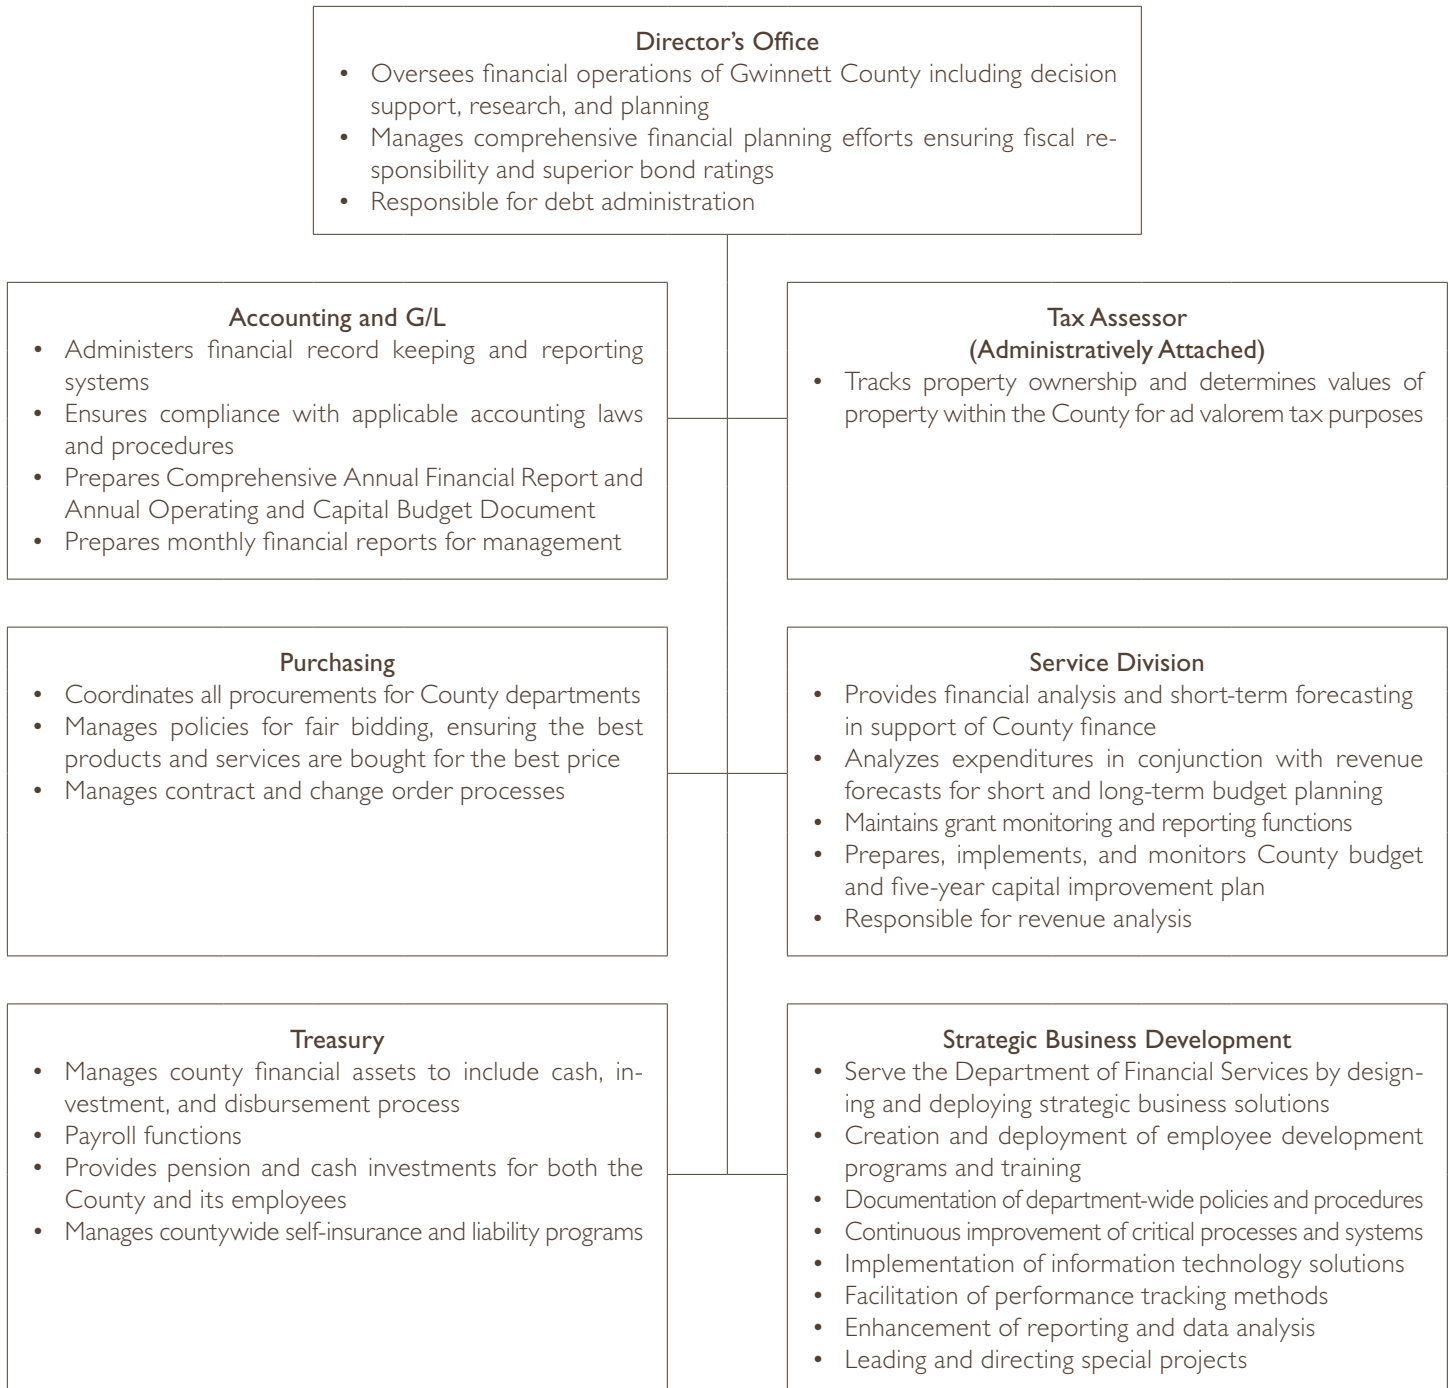 Director's Office
• Oversees financial operations of Gwinnett County including decision
support, research, and planning
• Manages comprehensive financial planning efforts ensuring fiscal re-
sponsibility and superior bond ratings
• Responsible for debt administration
Accounting and G/L
• Administers financial record keeping and reporting
systems
• Ensures compliance with applicable accounting laws
and procedures
• Prepares Comprehensive Annual Financial Report and
Annual Operating and Capital Budget Document
• Prepares monthly financial reports for management
Tax Assessor
(Administratively Attached)
• Tracks property ownership and determines values of
property within the County for ad valorem tax purposes
Purchasing
• Coordinates all procurements for County departments
• Manages policies for fair bidding, ensuring the best
products and services are bought for the best price
• Manages contract and change order processes
Service Division
• Provides financial analysis and short-term forecasting
in support of County finance
• Analyzes expenditures in conjunction with revenue
forecasts for short and long-term budget planning
• Maintains grant monitoring and reporting functions
• Prepares, implements, and monitors County budget
and five-year capital improvement plan
• Responsible for revenue analysis
Treasury
• Manages county financial assets to include cash, in-
vestment, and disbursement process
• Payroll functions
• Provides pension and cash investments for both the
County and its employees
• Manages countywide self-insurance and liability programs
Strategic Business Development
• Serve the Department of Financial Services by design-
ing and deploying strategic business solutions
• Creation and deployment of employee development
programs and training
• Documentation of department-wide policies and procedures
• Continuous improvement of critical processes and systems
• Implementation of information technology solutions
• Facilitation of performance tracking methods
• Enhancement of reporting and data analysis
• Leading and directing special projects